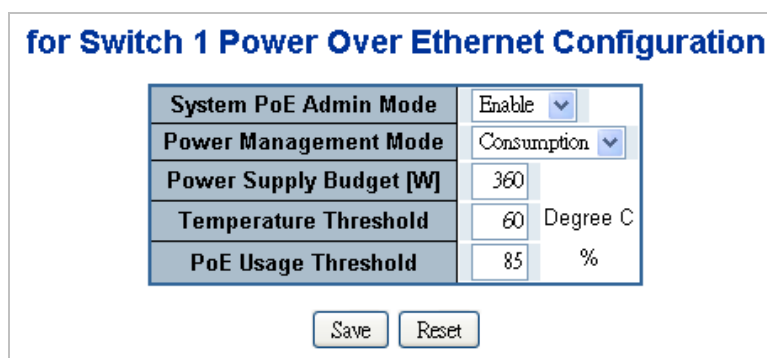 for Switch 1 Power Over Ethernet Configuration
System PoE Admin Mode Enable
Power Management Mode Consumption
Power Supply Budget [W] 360
Temperature Threshold 60 Degree C
PoE Usage Threshold 85 %
Save Reset